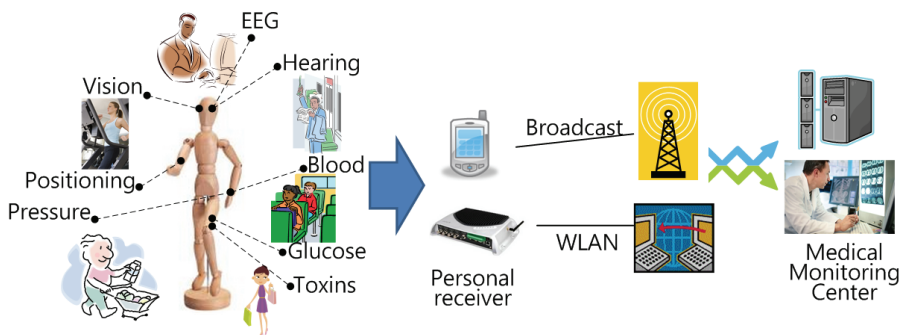 EEG
Hearing
Vision
Blood
Positioning
Pressure
Glucose
Toxins
Broadcast
WLAN
Personal
receiver
Medical
Monitoring
Center